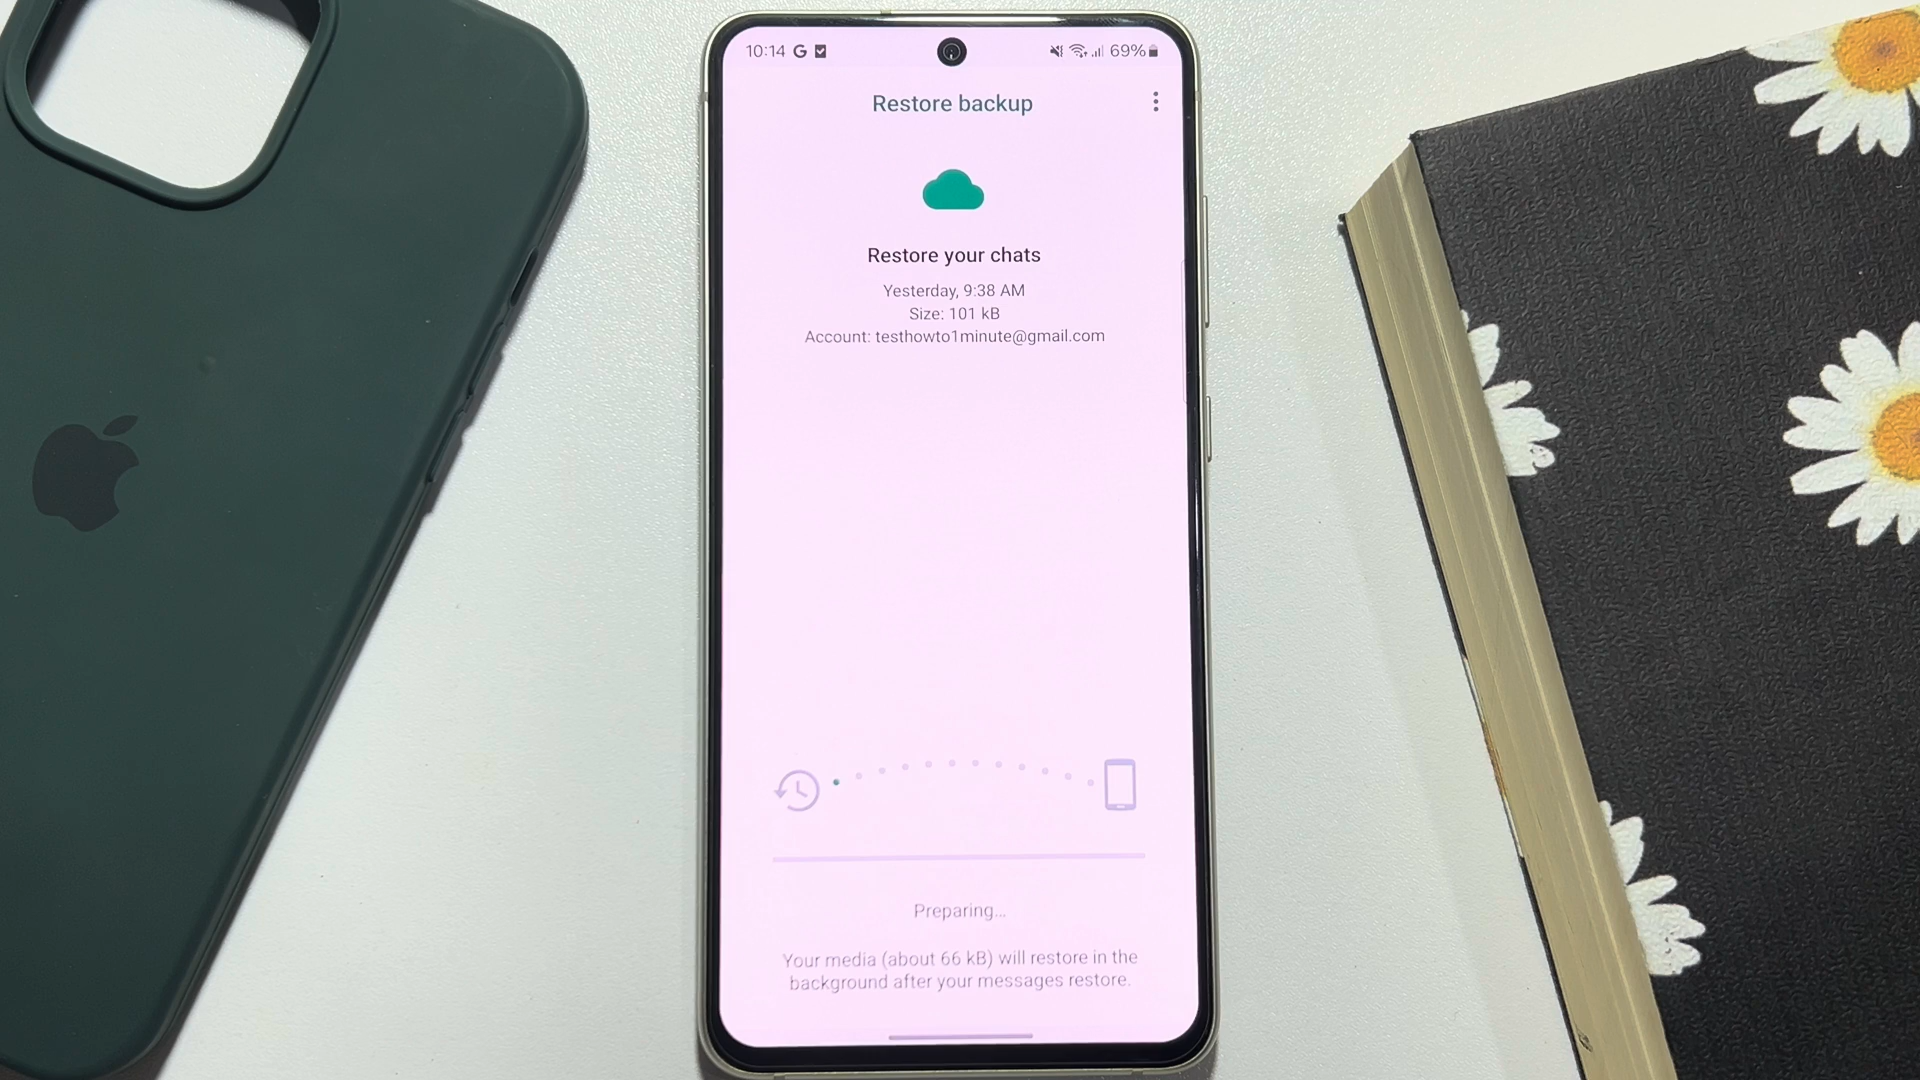 10:14 G 69%
Restore backup
Restore your chats
Yesterday, 9:38 AM
Size: 101 kB
Account: testhowto1minute@gmail.com
Preparing...
Your media (about 66 kB) will restore in the
background after your messages restore.